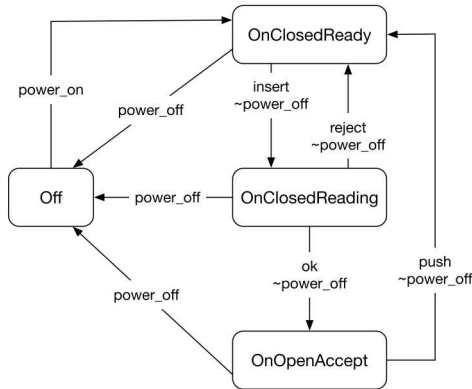 OnClosedReady
power_on
insert
~power_off
power_off
reject
~power_off
Off
power_off
OnClosedReading
ok
~power_off
push
~power_off
power_off
OnOpenAccept